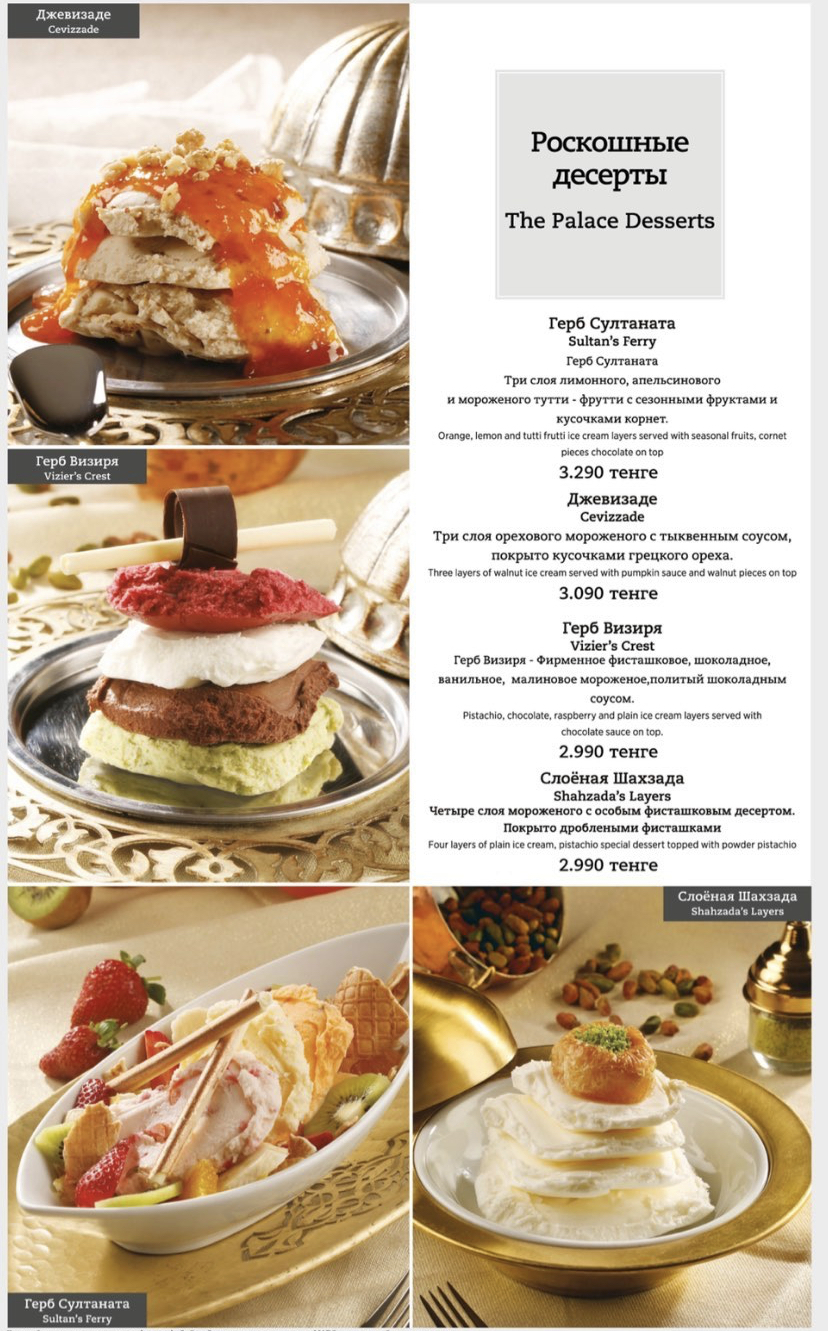 Джевизаде
Cevizzade
Роскошные
десерты
The Palace Desserts
Герб Султаната
Sultan's Ferry
Герб Султаната
Три слоя лимонного, апельсинового
и мороженого тутти - фрутти с сезонными фруктами и
кусочками корнет.
Orange, lemon and tutti frutti ice cream layers served with seasonal fruits, cornet
pieces chocolate on top
3.290 тенге
Джевизаде
Cevizzade
Три слоя орехового мороженого с тыквенным соусом,
покрыто кусочками грецкого ореха.
Three layers of walnut ice cream served with pumpkin sauce and walnut pieces on top
3.090 тенге
Герб Визиря
Vizier's Crest
Герб Визиря
Vizier's Crest
Герб Визиря - Фирменное фисташковое, шоколадное,
ванильное, малиновое мороженое,политый шоколадным
соусом.
Pistachio, chocolate, raspberry and plain ice cream layers served with
chocolate sauce on top.
2.990 тенге
Слоёная Шахзада
Shahzada's Layers
Четыре слоя мороженого с особым фисташковым десертом.
Покрыто дроблеными фисташками
Four layers of plain ice cream, pistachio special dessert topped with powder pistachio
2.990 тенге
Слоёная Шахзада
Shahzada's Layers
Герб Султаната
Sultan's Ferry